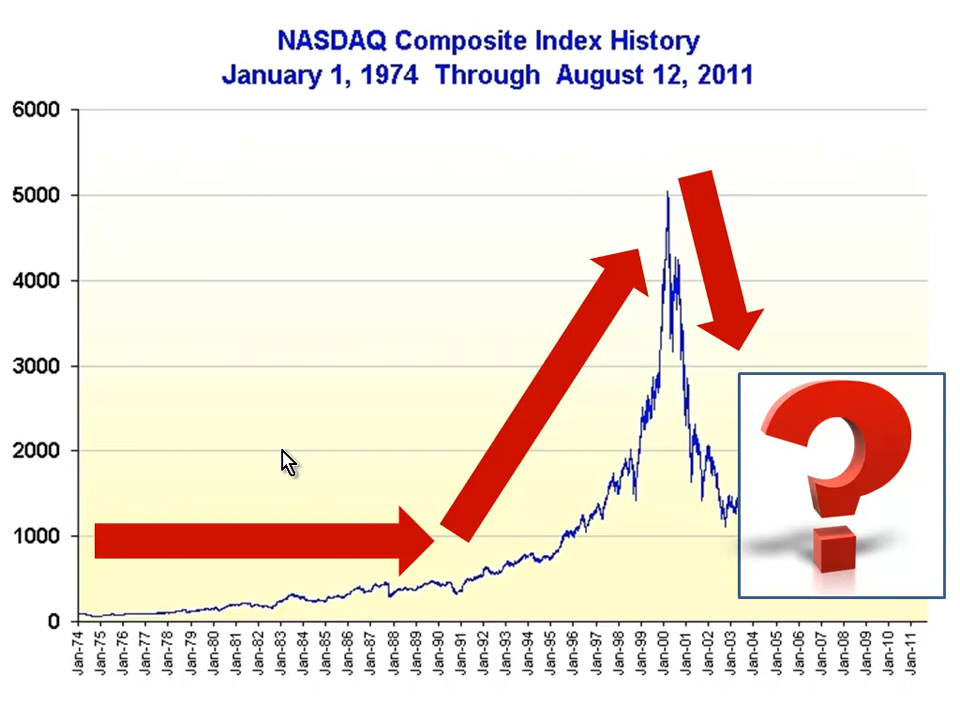 NASDAQ Composite Index History
January 1, 1974 Through August 12, 2011
6000
5000
4000
3000
2000
1000
0
Jan-74
Jan-75
Jan-76
Jan-77
Jan-78
Jan-79
Jan-80
Jan-81
Jan-82
Jan-83
Jan-84
Jan-85
Jan-86
Jan-87
Jan-88
Jan-89
Jan-90
Jan-91
Jan-92
Jan-93
Jan-94
Jan-95
Jan-96
Jan-97
Jan-98
Jan-99
Jan-00
Jan-01
Jan-02
Jan-03
Jan-04
Jan-05
Jan-06
Jan-07
Jan-08
Jan-09
Jan-10
Jan-11
?